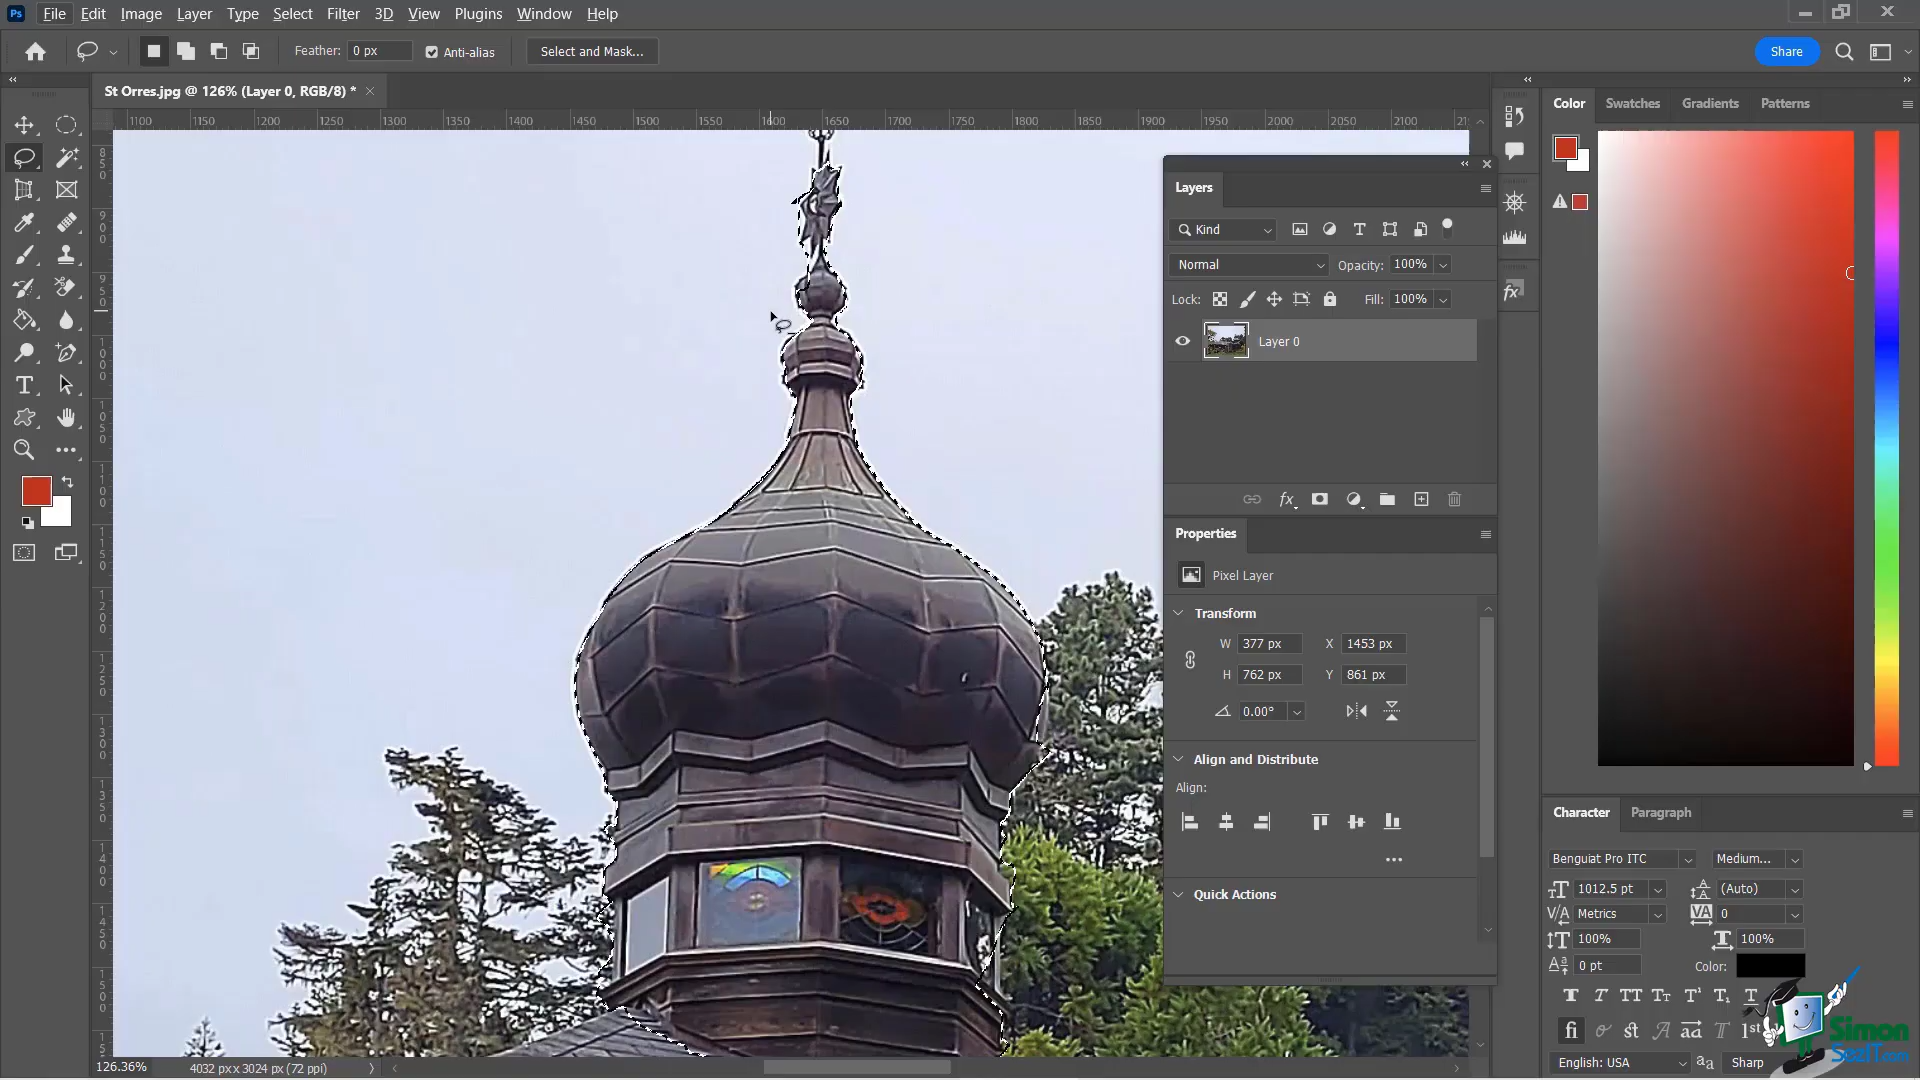 Ps File Edit Image Layer Type Select Filter 3D View Plugins Window Help
Feather: 0 px Anti-alias Select and Mask... Share
St Orres.jpg @ 126% (Layer 0, RGB/8) *
Color Swatches Gradients Patterns
1100 1150 1200 1250 1300 1350 1400 1450 1500 1550 1600 1650 1700 1750 1800 1850 1900 1950 2000 2050 2100
Layers
Kind
Normal Opacity: 100%
Lock: Fill: 100%
Layer 0
fx
Properties
Pixel Layer
Transform
W 377 px X 1453 px
H 762 px Y 861 px
0.00°
Align and Distribute
Align:
Quick Actions
Character Paragraph
Benguiat Pro ITC Medium...
1012.5 pt (Auto)
Metrics 0
100% 100%
0 pt Color:
English: USA aa Sharp
Simon
SezIT.com
126.36% 4032 px x 3024 px (72 ppi)